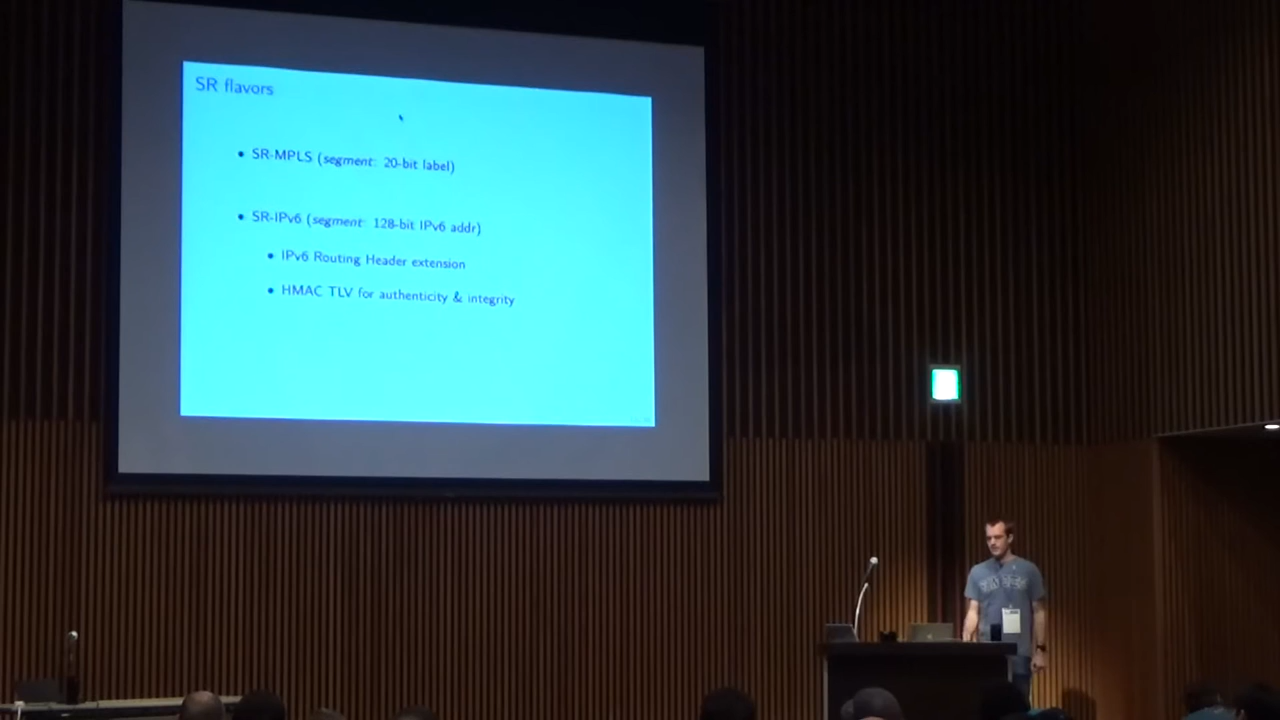 SR flavors
• SR-MPLS (segment: 20-bit label)
• SR-IPv6 (segment: 128-bit IPv6 addr)
• IPv6 Routing Header extension
• HMAC TLV for authenticity & integrity